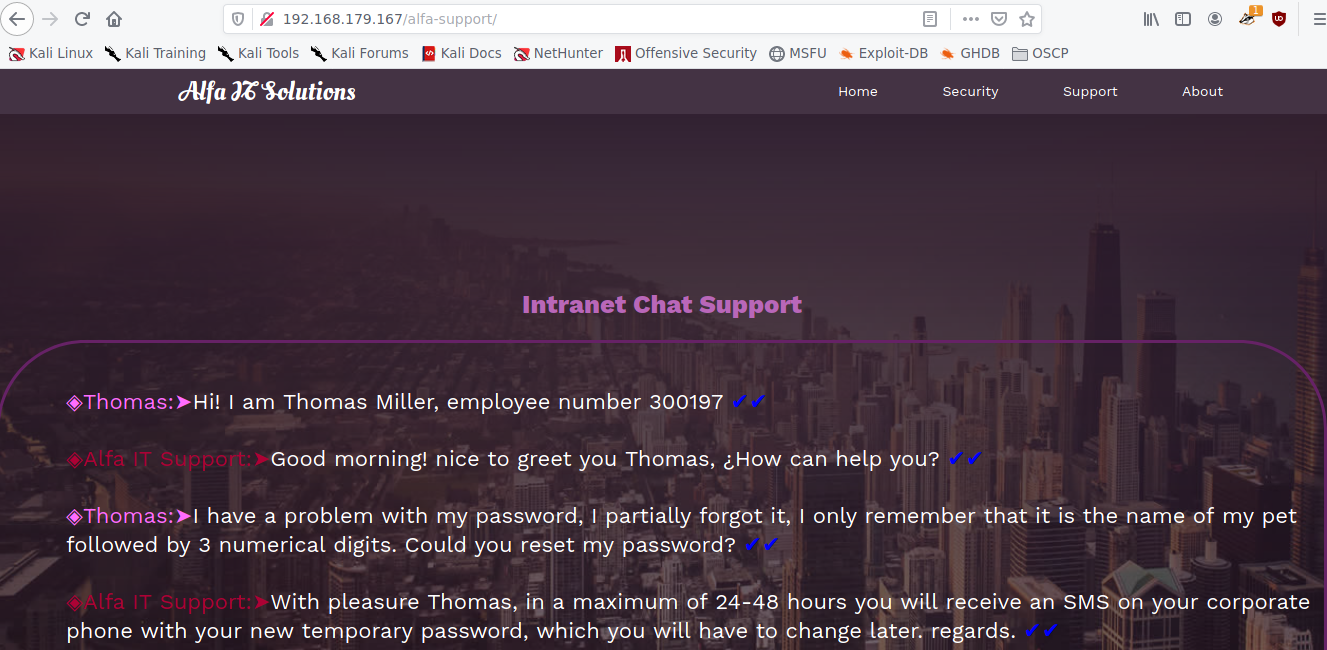 192.168.179.167/alfa-support/
1
Kali Linux Kali Training Kali Tools Kali Forums Kali Docs NetHunter Offensive Security MSFU Exploit-DB GHDB OSCP
Alfa IT Solutions Home Security Support About
Intranet Chat Support
◈Thomas:➤Hi! I am Thomas Miller, employee number 300197 ✔✔
◈Alfa IT Support:➤Good morning! nice to greet you Thomas, ¿How can help you? ✔✔
◈Thomas:➤I have a problem with my password, I partially forgot it, I only remember that it is the name of my pet
followed by 3 numerical digits. Could you reset my password? ✔✔
◈Alfa IT Support:➤With pleasure Thomas, in a maximum of 24-48 hours you will receive an SMS on your corporate
phone with your new temporary password, which you will have to change later. regards. ✔✔